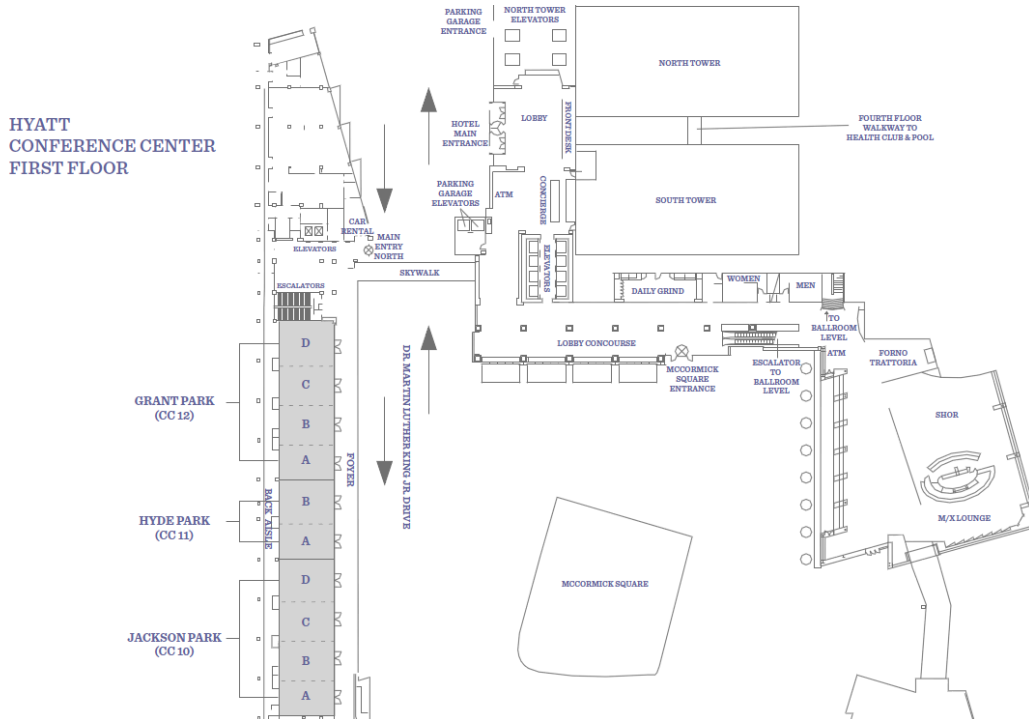 HYATT
CONFERENCE CENTER
FIRST FLOOR
PARKING
GARAGE
ENTRANCE
NORTH TOWER
ELEVATORS
NORTH TOWER
LOBBY
FRONT DESK
HOTEL
MAIN
ENTRANCE
FOURTH FLOOR
WALKWAY TO
HEALTH CLUB & POOL
PARKING
GARAGE
ELEVATORS
ATM
CONCIERGE
SOUTH TOWER
CAR
RENTAL
MAIN
ENTRY
NORTH
ELEVATORS
SKYWALK
ELEVATORS
ESCALATORS
DAILY GRIND
WOMEN
MEN
LOBBY CONCOURSE
MCCORMICK
SQUARE
ENTRANCE
ESCALATOR
TO
BALLROOM
LEVEL
TO
BALLROOM
LEVEL
ATM
FORNO
TRATTORIA
SHOR
M/X LOUNGE
GRANT PARK
(CC 12)
D
C
B
A
HYDE PARK
(CC 11)
B
A
JACKSON PARK
(CC 10)
D
C
B
A
BACK AISLE
FOYER
DR. MARTIN LUTHER KING JR. DRIVE
MCCORMICK SQUARE